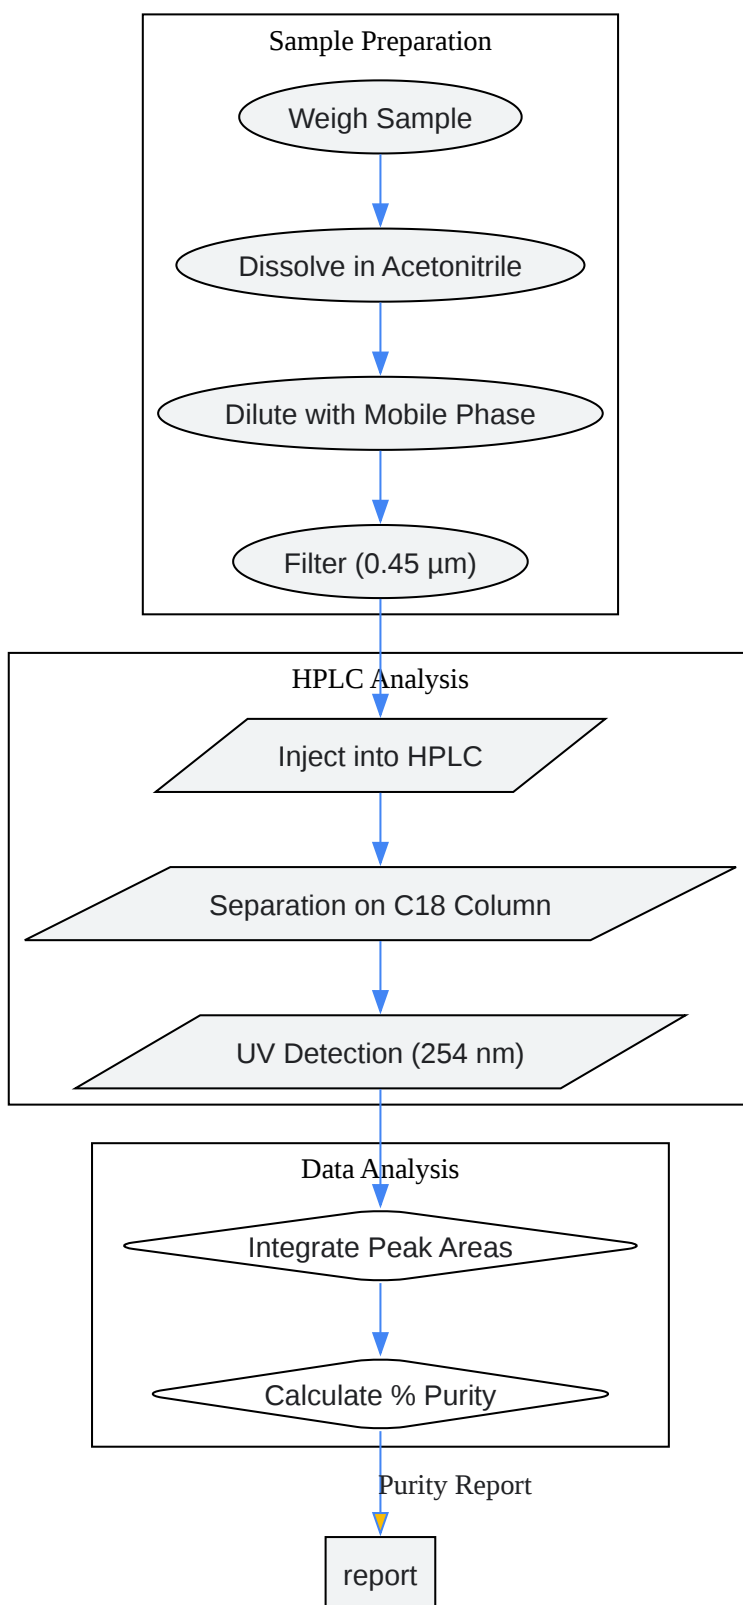 Sample Preparation
Weigh Sample
Dissolve in Acetonitrile
Dilute with Mobile Phase
Filter (0.45 µm)
HPLC Analysis
Inject into HPLC
Separation on C18 Column
UV Detection (254 nm)
Data Analysis
Integrate Peak Areas
Calculate % Purity
Purity Report
report